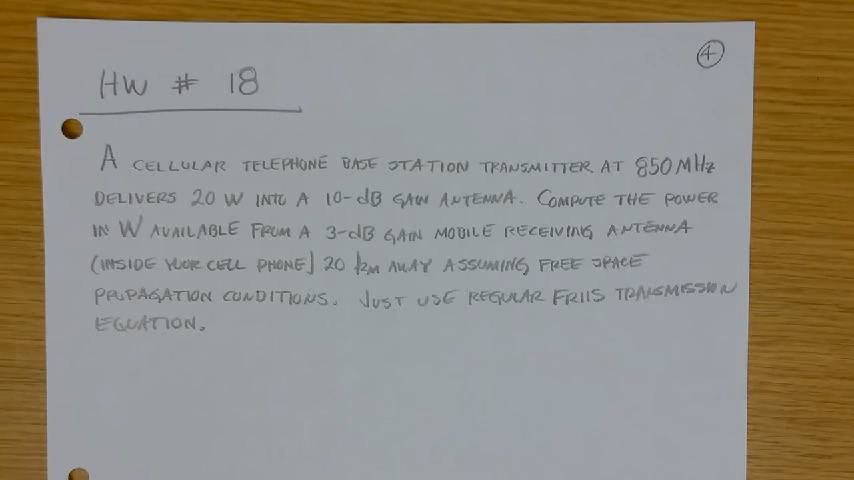 4
HW # 18
A CELLULAR TELEPHONE BASE STATION TRANSMITTER AT 850 MHz
DELIVERS 20 W INTO A 10-dB GAIN ANTENNA. COMPUTE THE POWER
IN W AVAILABLE FROM A 3-dB GAIN MOBILE RECEIVING ANTENNA
(INSIDE YOUR CELL PHONE) 20 km AWAY ASSUMING FREE SPACE
PROPAGATION CONDITIONS. JUST USE REGULAR FRIIS TRANSMISSION
EQUATION.